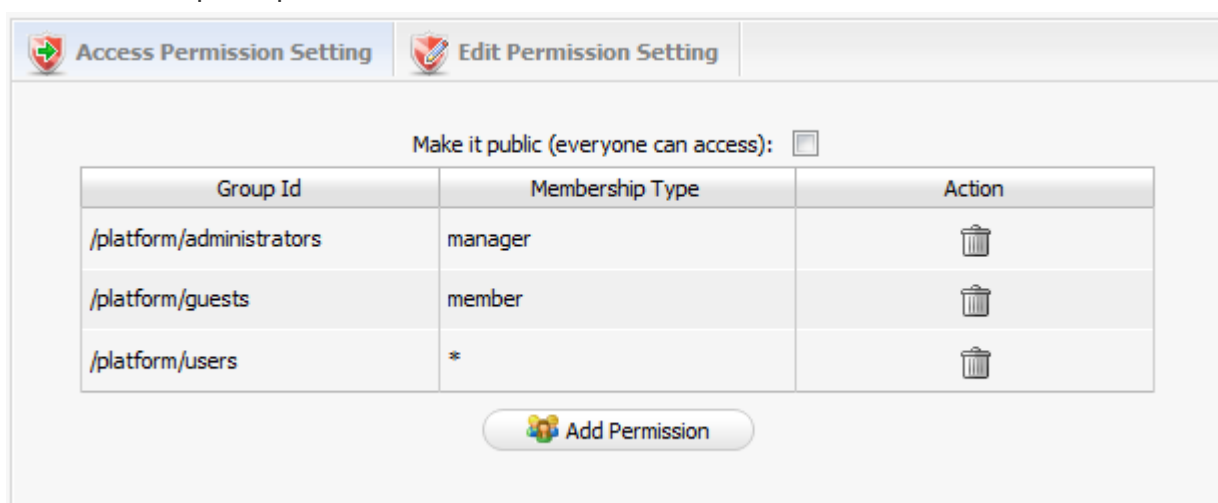 Access Permission Setting Edit Permission Setting
Make it public (everyone can access):
Group Id Membership Type Action
/platform/administrators manager
/platform/guests member
/platform/users *
Add Permission